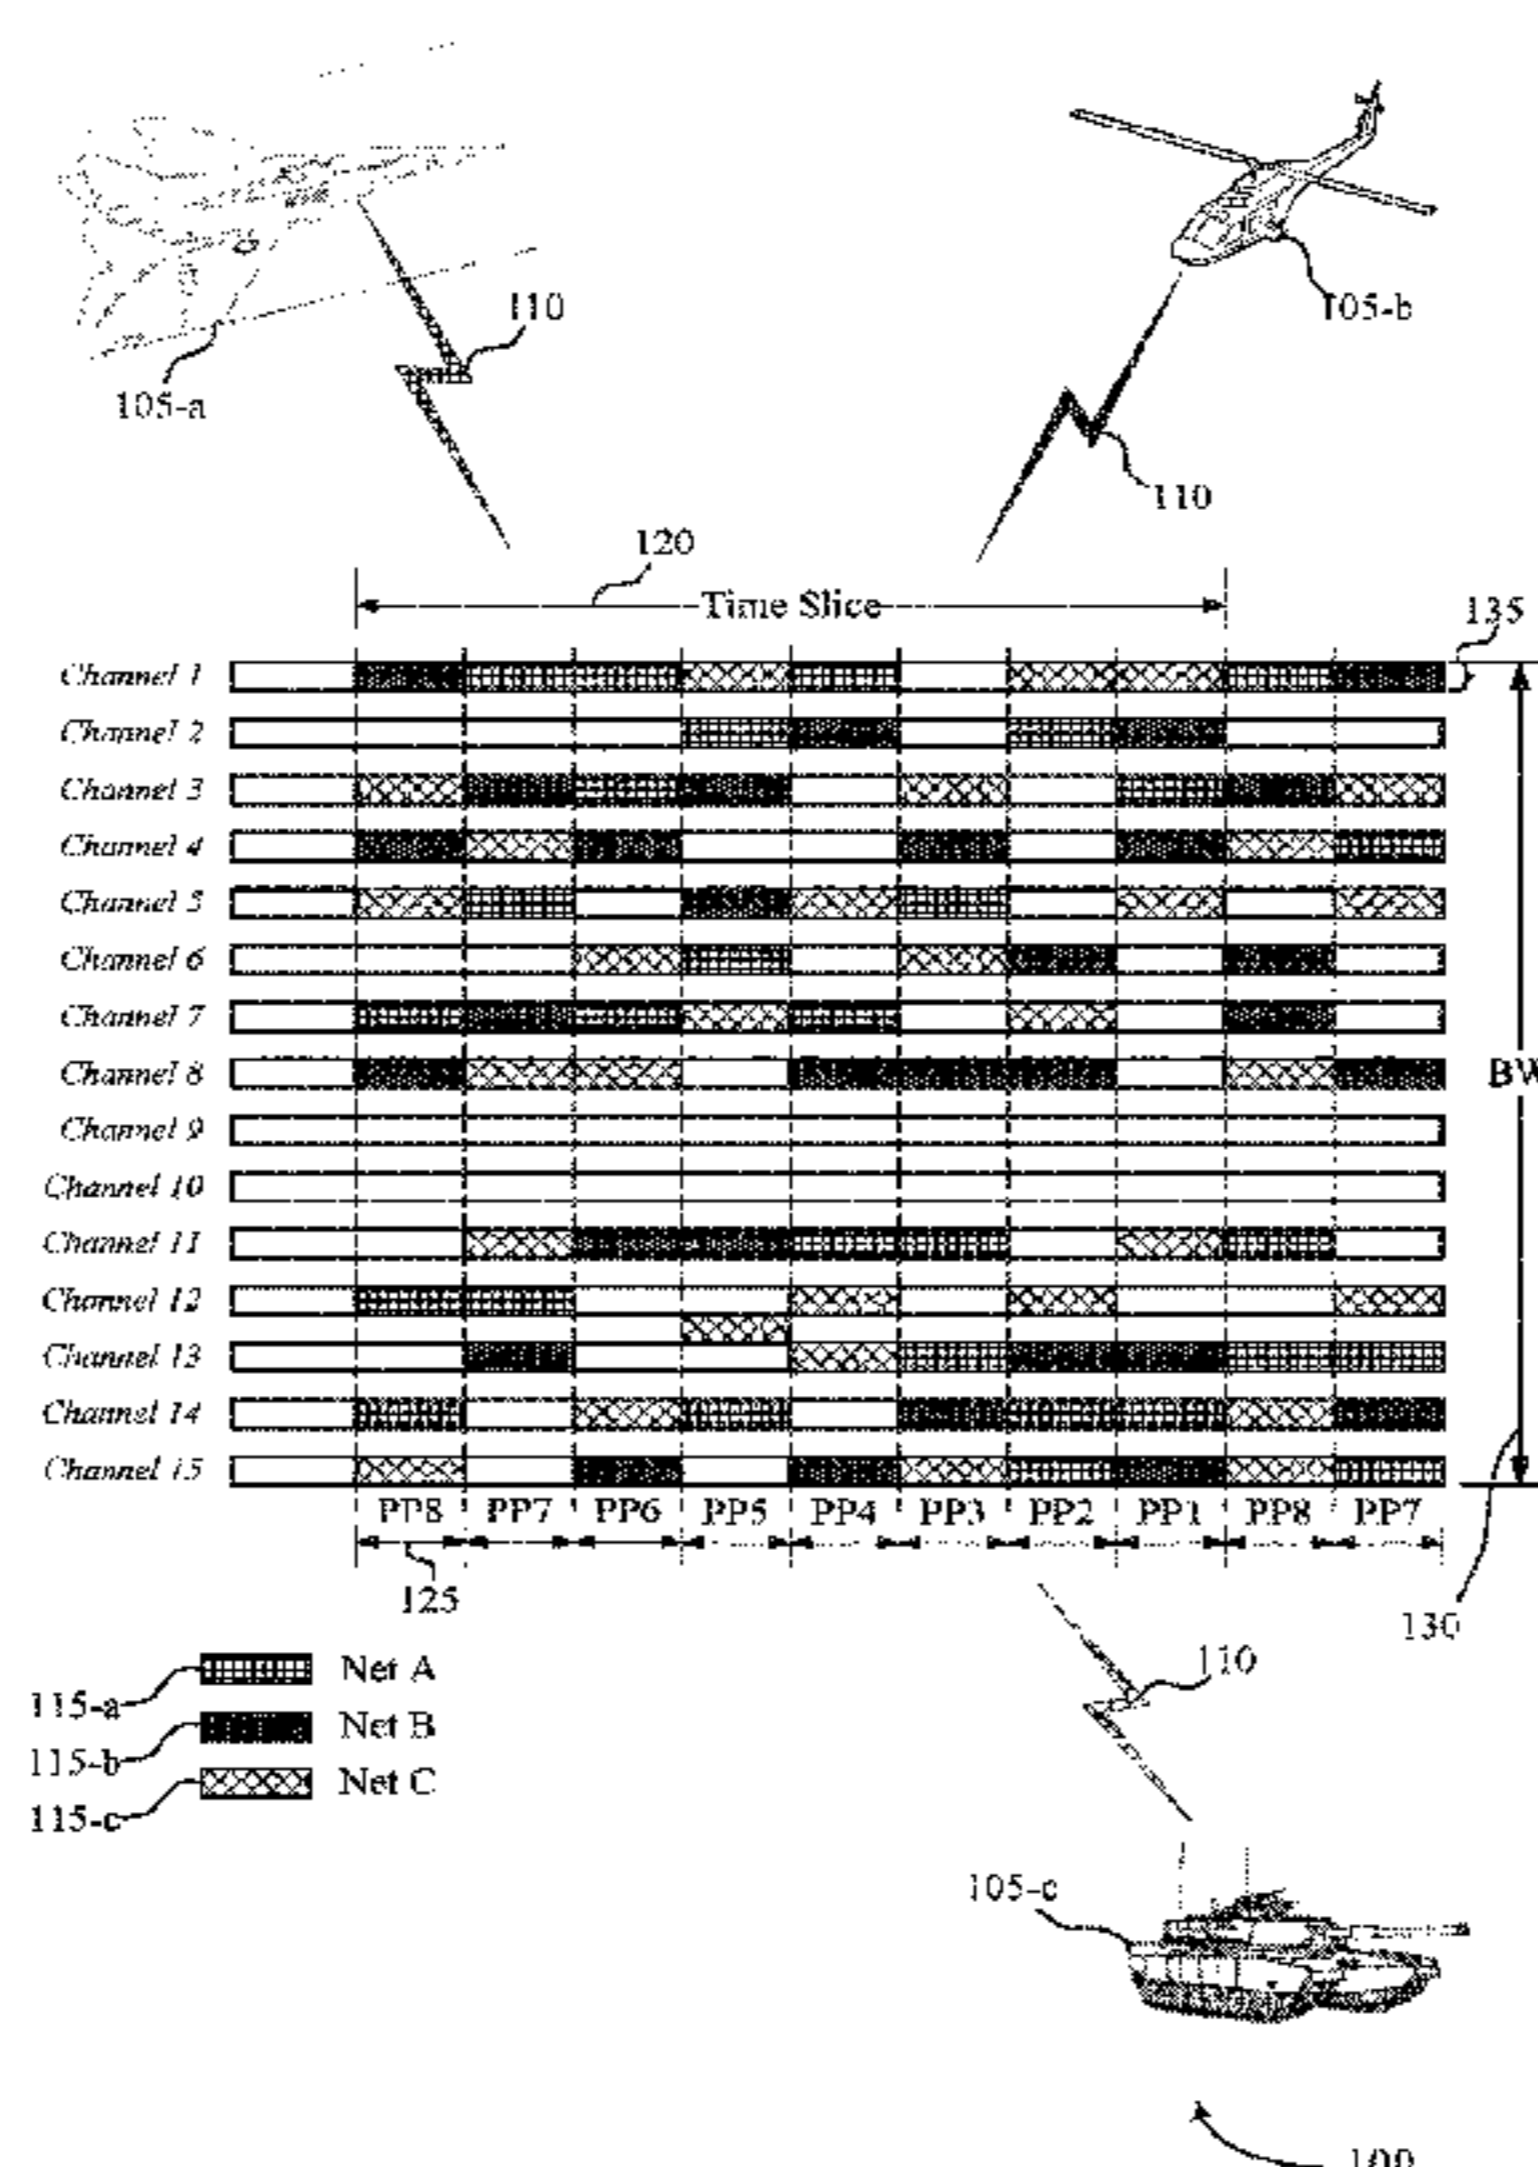 110
105-b
105-a
110
120
Time Slice
135
Channel 1
Channel 2
Channel 3
Channel 4
Channel 5
Channel 6
Channel 7
Channel 8
BW
Channel 9
Channel 10
Channel 11
Channel 12
Channel 13
Channel 14
Channel 15
PP8 PP7 PP6 PP5 PP4 PP3 PP2 PP1 PP8 PP7
125
130
110
Net A
115-a
Net B
115-b
Net C
115-c
105-c
100